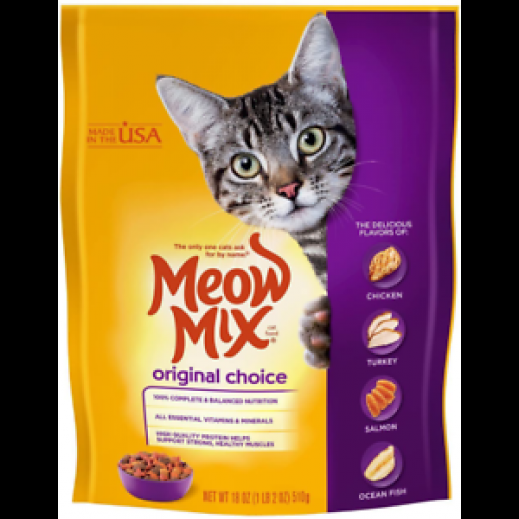 MADE IN THE USA
The only one cats ask
for by name!®
Meow
Mix
cat
food
®
original choice
100% COMPLETE & BALANCED NUTRITION
ALL ESSENTIAL VITAMINS & MINERALS
HIGH QUALITY PROTEIN HELPS
SUPPORT STRONG, HEALTHY MUSCLES
THE DELICIOUS
FLAVORS OF:
CHICKEN
TURKEY
SALMON
OCEAN FISH
NET WT 18 OZ (1 LB 2 OZ) 510g